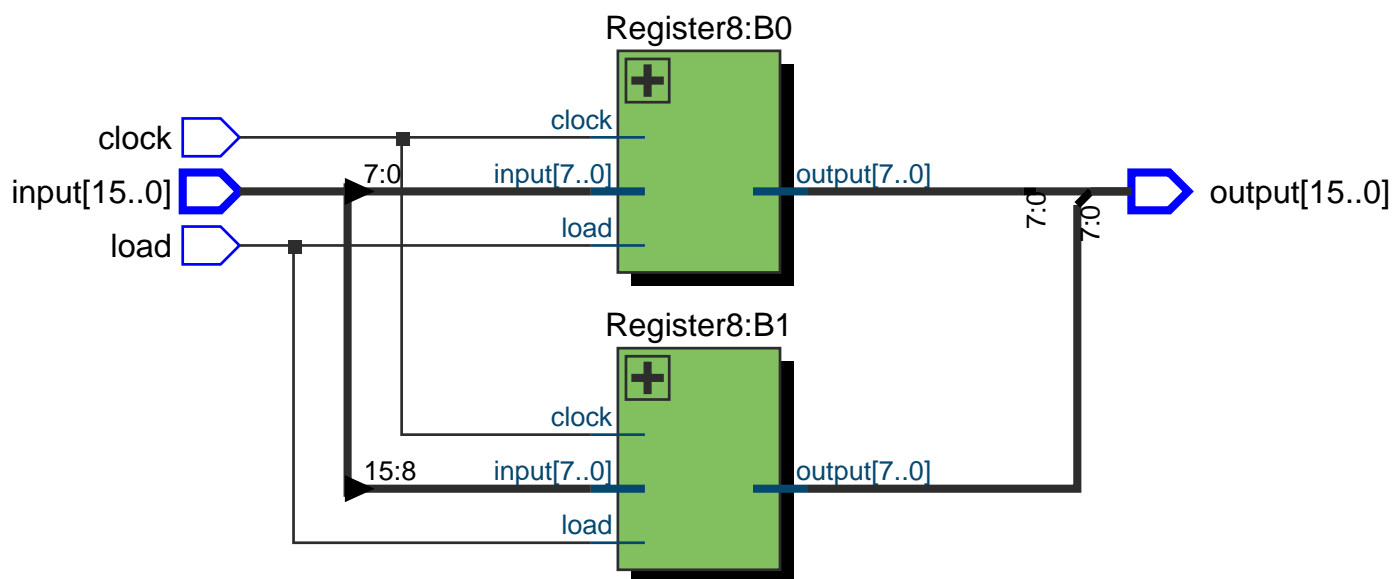 Register8:B0
clock
clock
7:0
input[7..0]
output[7..0]
input[15..0]
7:0
7:0
output[15..0]
load
load
Register8:B1
clock
15:8
input[7..0]
output[7..0]
load